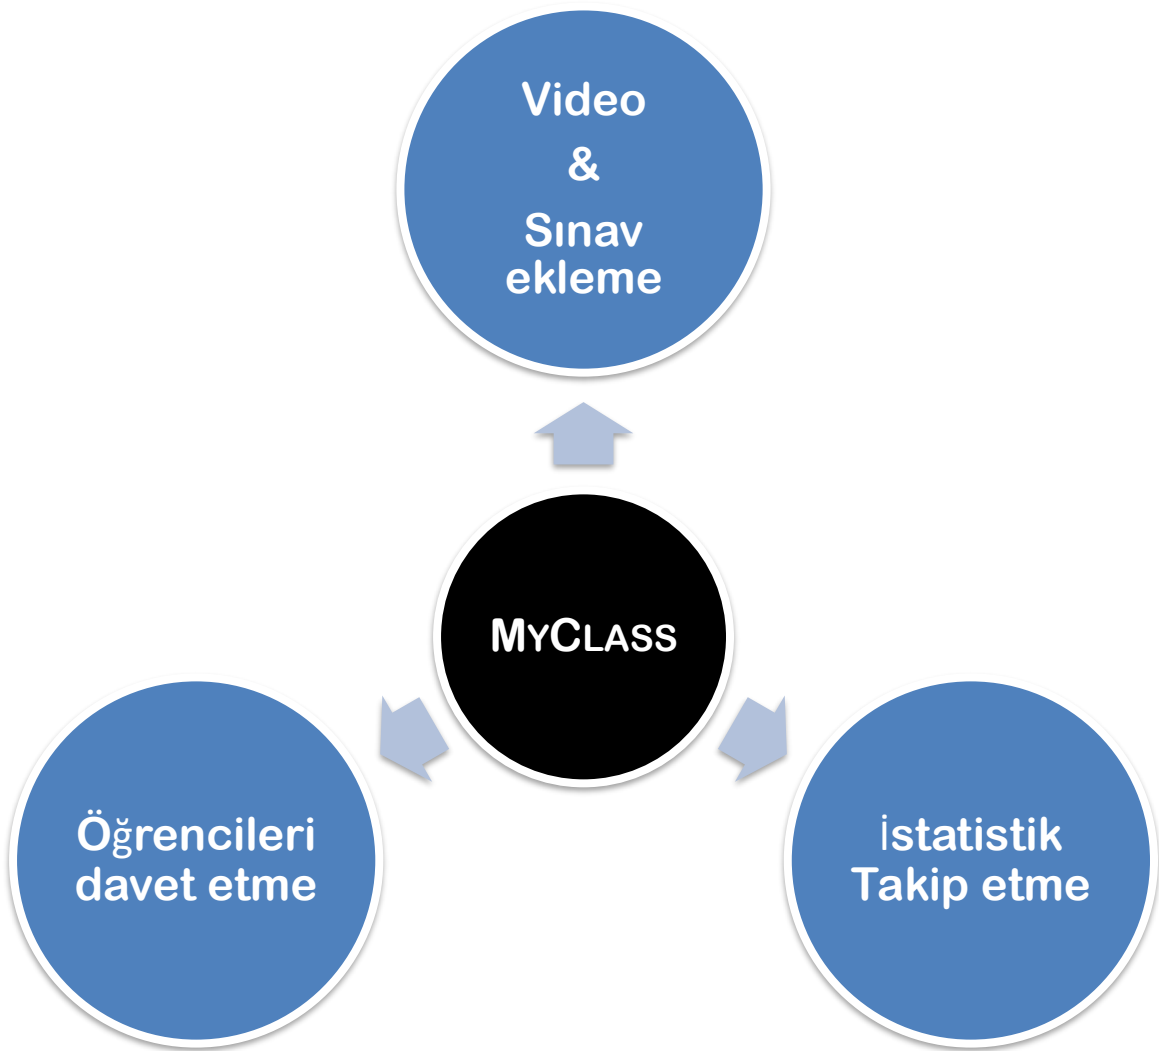 Video
&
Sınav
ekleme
MYCLASS
Öğrencileri
davet etme
İstatistik
Takip etme